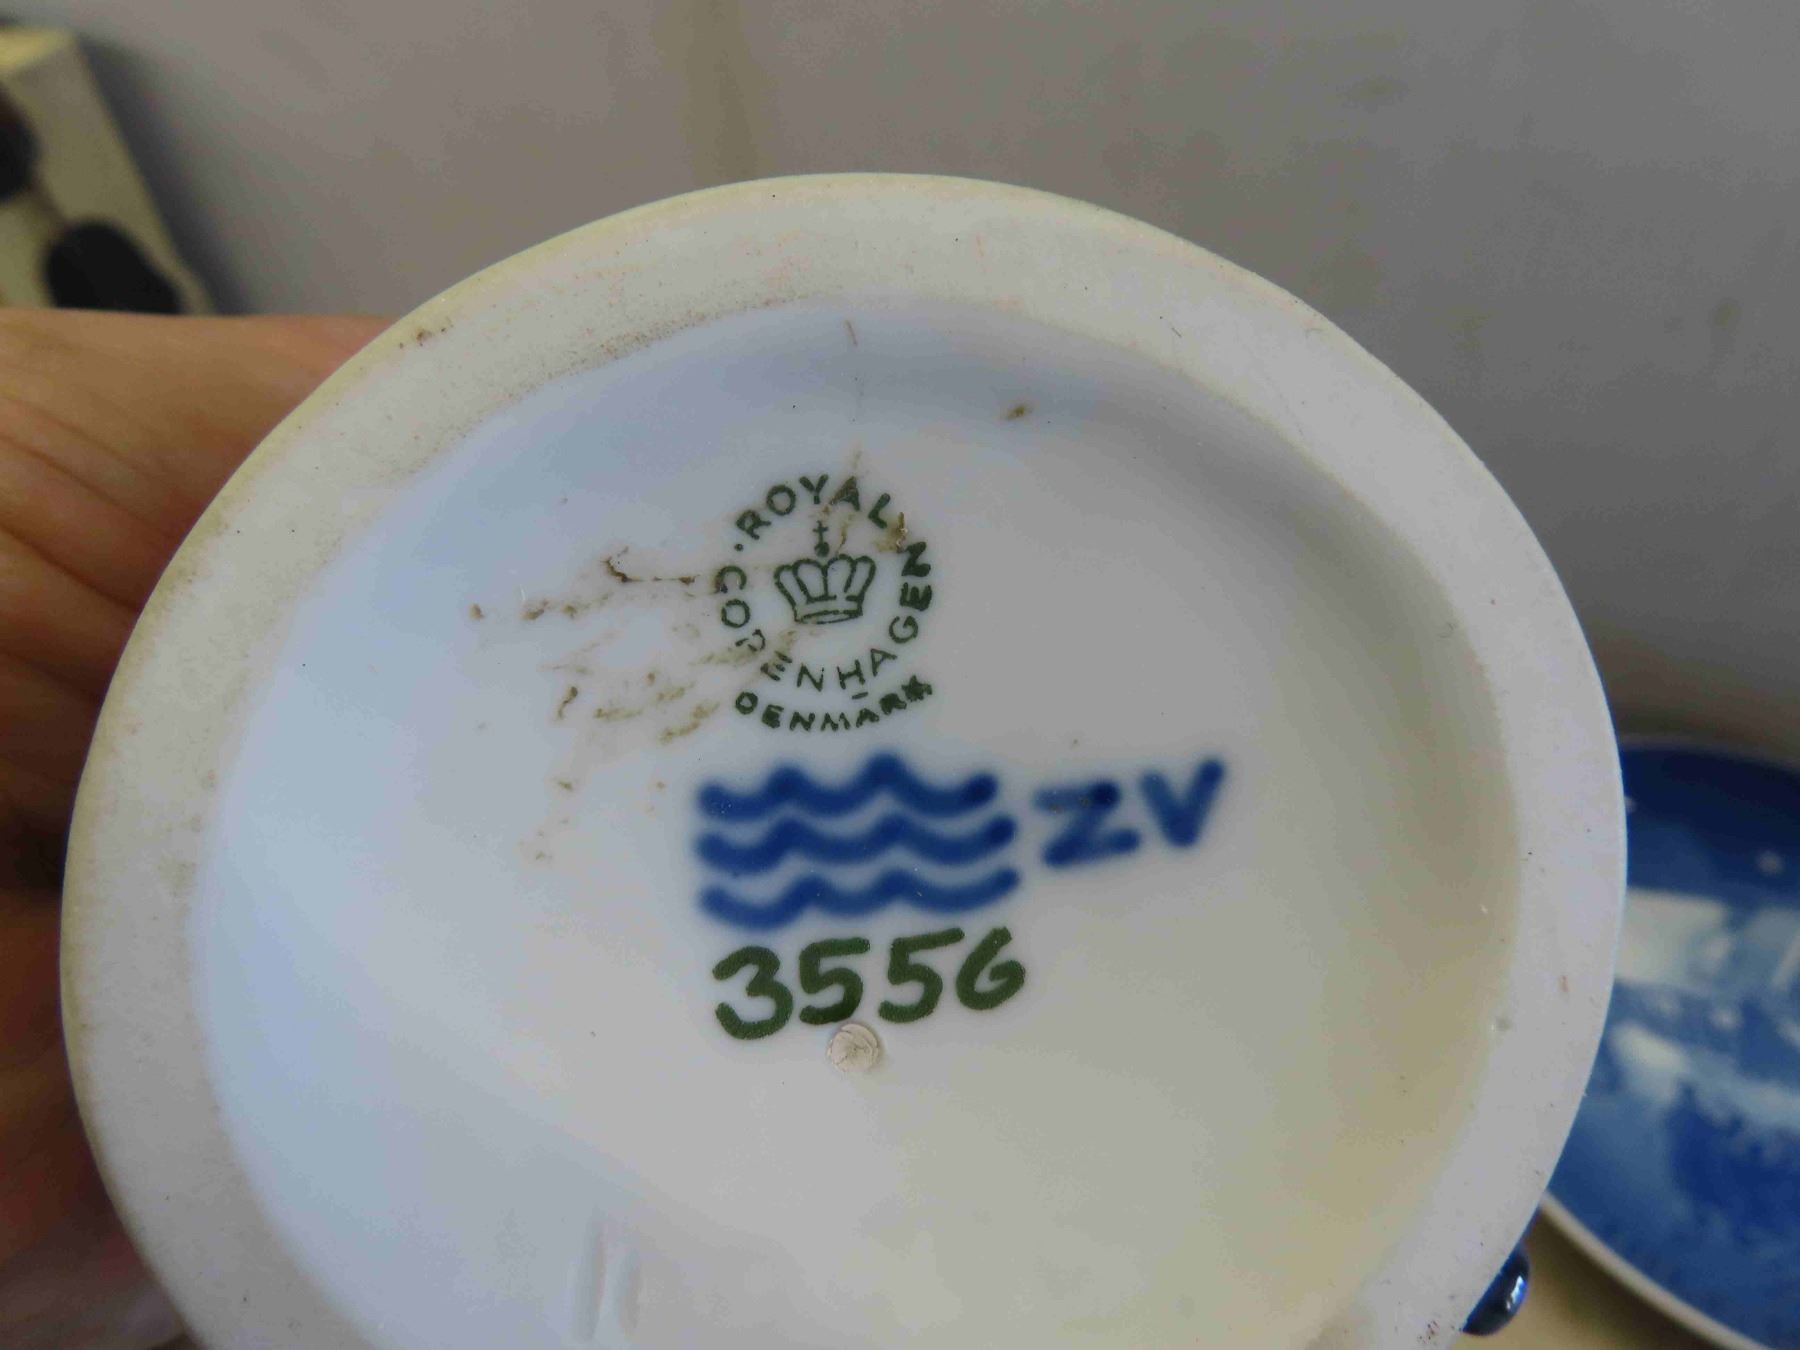 ROYAL
COPENHAGEN
DENMARK
ZV
3556